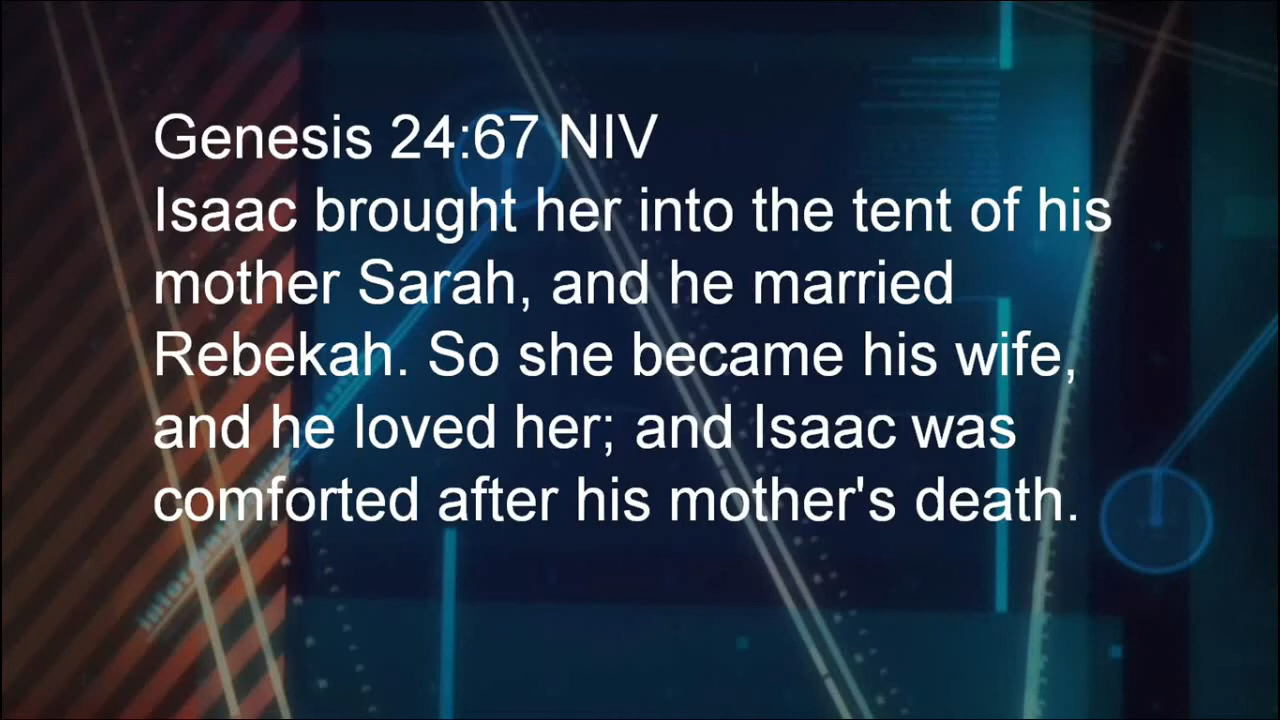 Genesis 24:67 NIV
Isaac brought her into the tent of his
mother Sarah, and he married
Rebekah. So she became his wife,
and he loved her; and Isaac was
comforted after his mother's death.